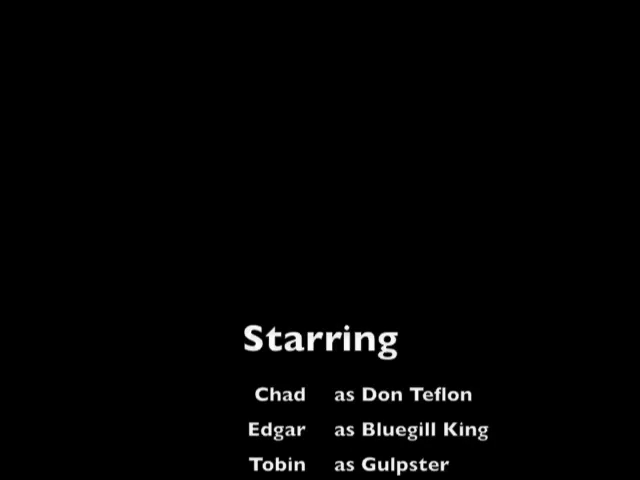 Starring
Chad as Don Teflon
Edgar as Bluegill King
Tobin as Gulpster